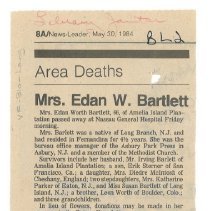 8A/News-Leader, May 30, 1984
BL2
Area Deaths
Mrs. Edan W. Bartlett
Mrs. Edan Worth Bartlett, 86, of Amelia Island Plan-
tation passed away at Nassau General Hospital Friday
morning.
Mrs. Bartlett was a native of Long Branch, N.J. and
had resided in Fernandina for 4½ years. She was the
bureau office manager of the Asbury Park Press in
Asbury, N.J. and a member of the Methodist Church.
Survivors include her husband, Mr. Irving Bartlett of
Amelia Island Plantation; a son, Erik Storner of San
Francisco, Ca.; a daughter, Mrs. Diedre McIntosh of
England; two stepdaughters, Mrs. Katharine
Parker of Eaton, N.J., and Miss Susan Bartlett of Long
Island, N.J.; a brother, Leon Worth of Boulder, Colo.;
and three grandchildren.
In lieu of flowers, donations may be made in her